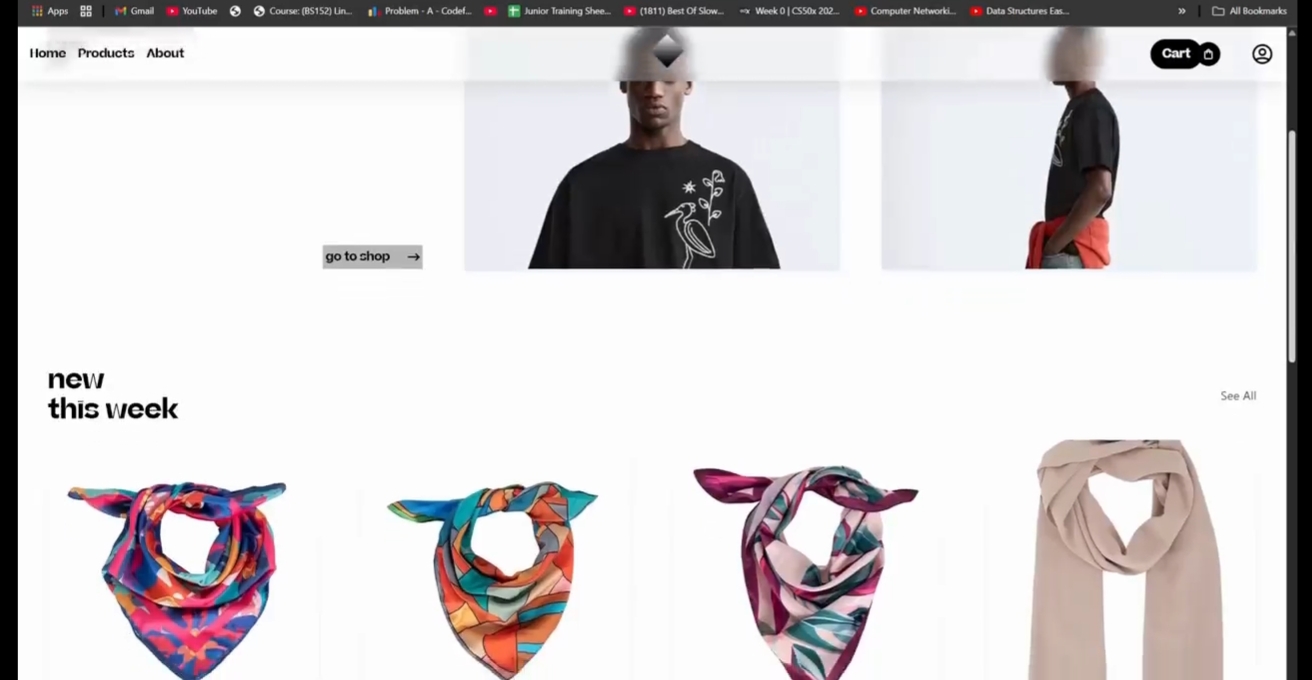 Apps Gmail YouTube Course: (BS152) Lin... Problem - A - Codef... Junior Training Shee... (1811) Best Of Slow... Week 0 | CS50x 202... Computer Networki... Data Structures Eas... » All Bookmarks
Home Products About Cart
go to shop →
new
this week
See All